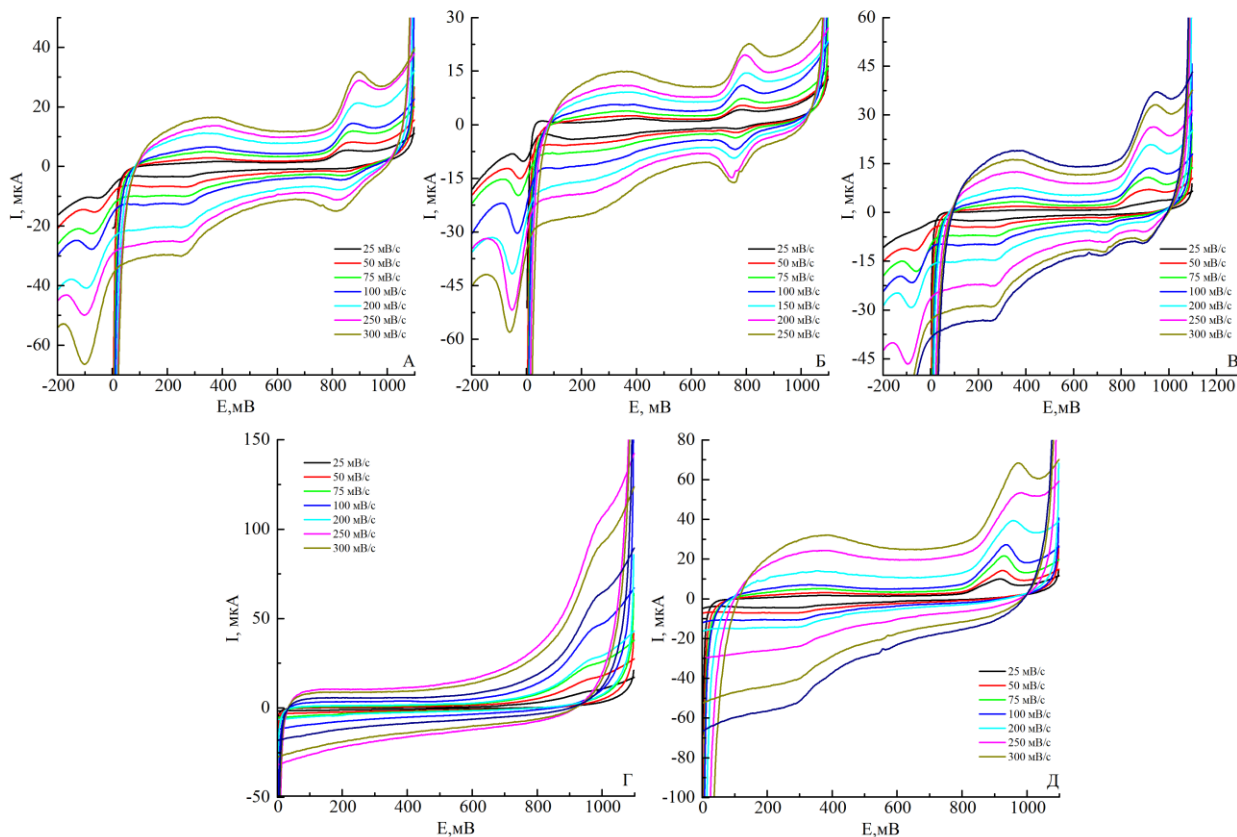 40
20
0
-20
-40
-60
-200 0 200 400 600 800 1000
I, мкА
E,мВ
25 мВ/с
50 мВ/с
75 мВ/с
100 мВ/с
200 мВ/с
250 мВ/с
300 мВ/с
А
30
15
0
-15
-30
-45
-60
-200 0 200 400 600 800 1000
I, мкА
E, мВ
25 мВ/с
50 мВ/с
75 мВ/с
100 мВ/с
150 мВ/с
200 мВ/с
250 мВ/с
Б
60
45
30
15
0
-15
-30
-45
-200 0 200 400 600 800 1000 1200
I, мкА
E,мВ
25 мВ/с
50 мВ/с
75 мВ/с
100 мВ/с
200 мВ/с
250 мВ/с
300 мВ/с
В
150
100
50
0
-50
0 200 400 600 800 1000
I, мкА
E,мВ
25 мВ/с
50 мВ/с
75 мВ/с
100 мВ/с
200 мВ/с
250 мВ/с
300 мВ/с
Г
80
60
40
20
0
-20
-40
-60
-80
-100
0 200 400 600 800 1000
I, мкА
E,мВ
25 мВ/с
50 мВ/с
75 мВ/с
100 мВ/с
200 мВ/с
250 мВ/с
300 мВ/с
Д